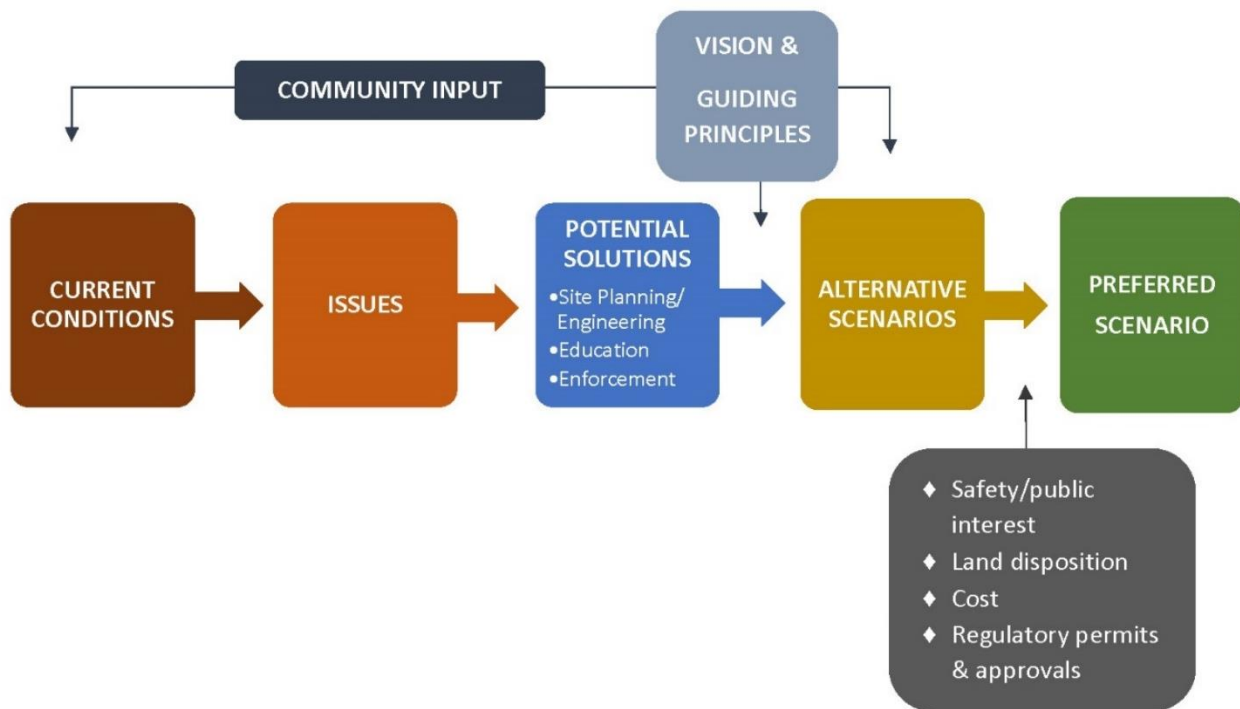 COMMUNITY INPUT
VISION &
GUIDING
PRINCIPLES
CURRENT
CONDITIONS
ISSUES
POTENTIAL
SOLUTIONS
•Site Planning/
Engineering
•Education
•Enforcement
ALTERNATIVE
SCENARIOS
PREFERRED
SCENARIO
♦ Safety/public
interest
♦ Land disposition
♦ Cost
♦ Regulatory permits
& approvals